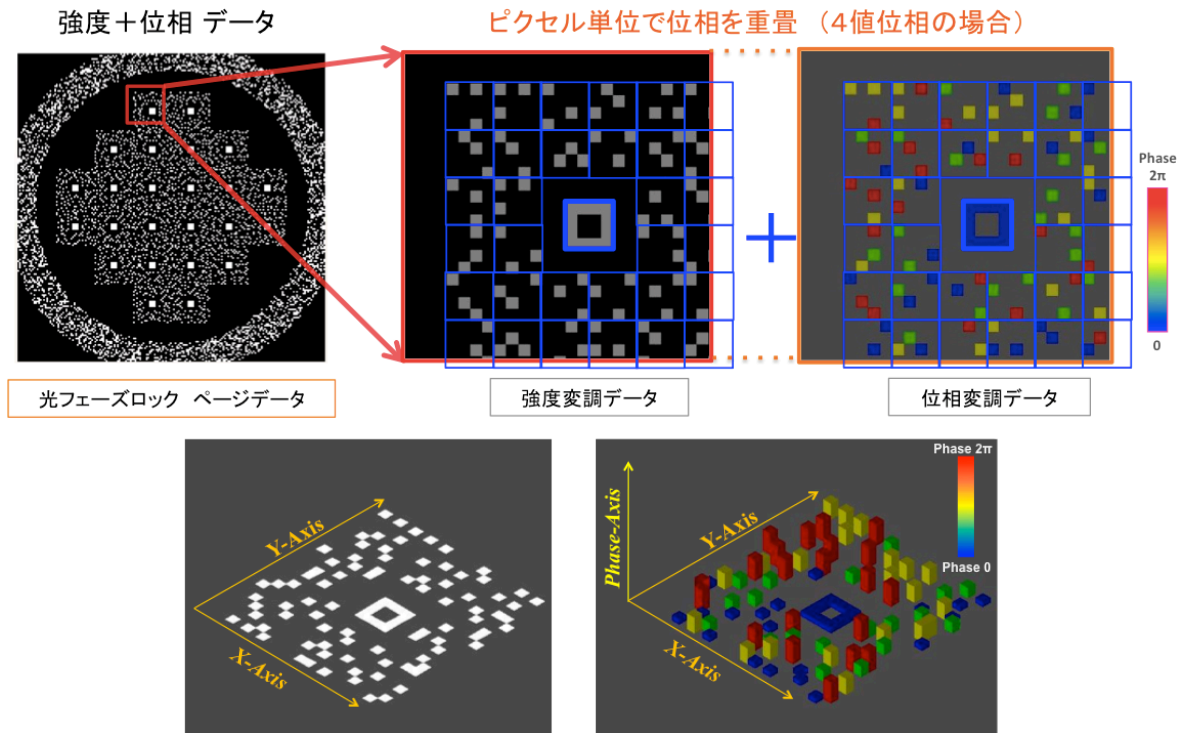 強度＋位相 データ
ピクセル単位で位相を重畳 （４値位相の場合）
Phase
2π
0
光フェーズロック ページデータ
強度変調データ
位相変調データ
Y-Axis
X-Axis
Phase 2π
Phase 0
Phase-Axis
Y-Axis
X-Axis